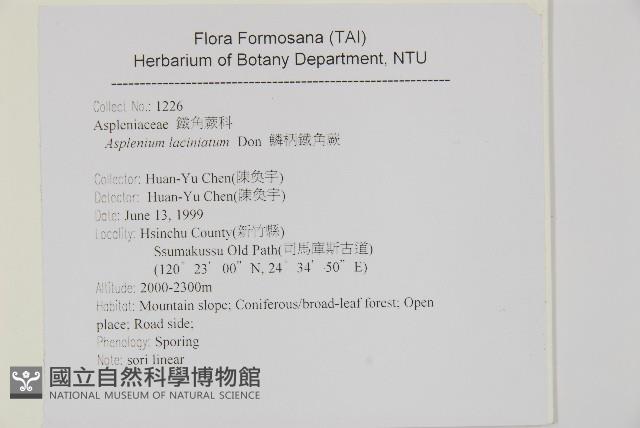 Flora Formosana (TAI)
Herbarium of Botany Department, NTU
Collect No.: 1226
Aspleniaceae 鐵角蕨科
Asplenium laciniatum Don 鱗柄鐵角蕨
Collector: Huan-Yu Chen(陳奐宇)
Detector: Huan-Yu Chen(陳奐宇)
Date: June 13, 1999
Locality: Hsinchu County(新竹縣)
Ssumakussu Old Path(司馬庫斯古道)
(120° 23' 00" N, 24° 34' 50" E)
Altitude: 2000-2300m
Habitat: Mountain slope; Coniferous/broad-leaf forest; Open
place; Road side;
Phenology: Sporing
Note: sori linear
國立自然科學博物館
NATIONAL MUSEUM OF NATURAL SCIENCE